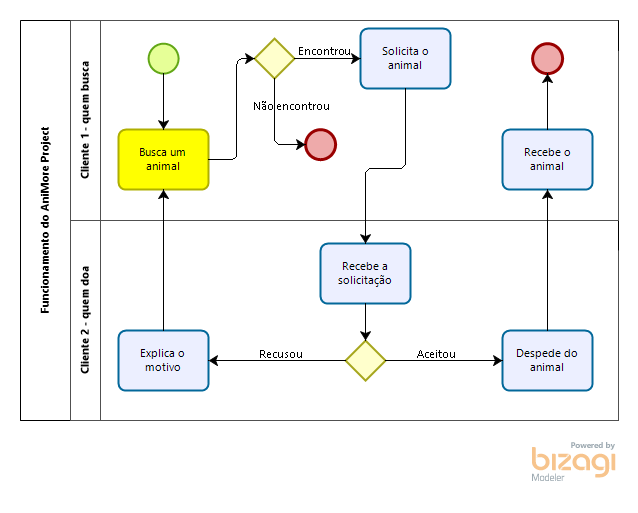 Funcionamento do AniMore Project
Cliente 1 - quem busca
Encontrou
Solicita o
animal
Não encontrou
Busca um
animal
Recebe o
animal
Cliente 2 - quem doa
Recebe a
solicitação
Explica o
motivo
Recusou
Aceitou
Despede do
animal
Powered by
bizagi
Modeler